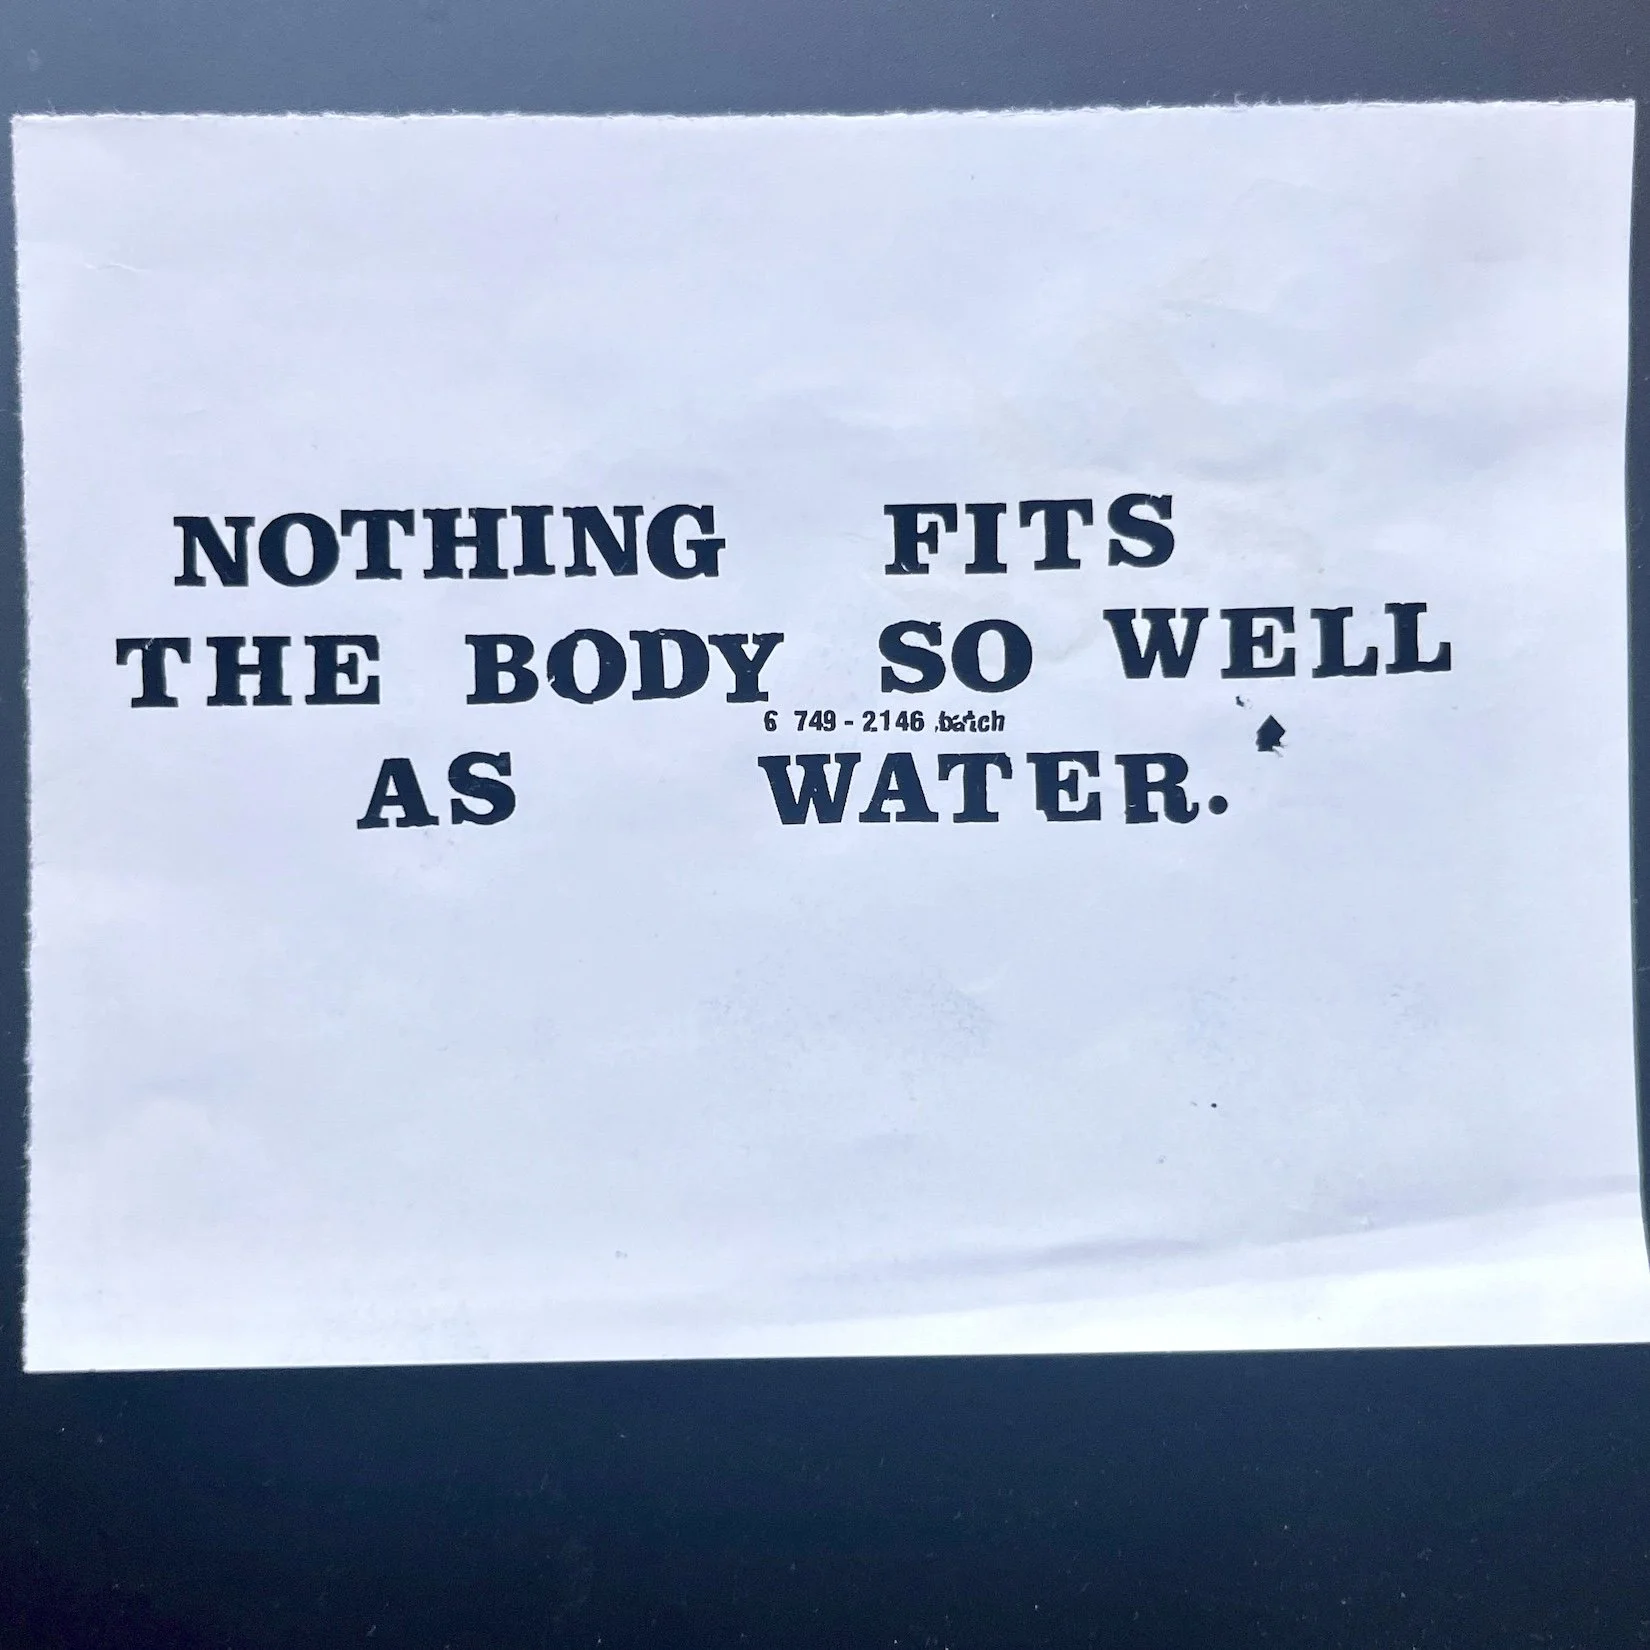 NOTHING FITS
THE BODY SO WELL
6 749-2146 batch
AS WATER.